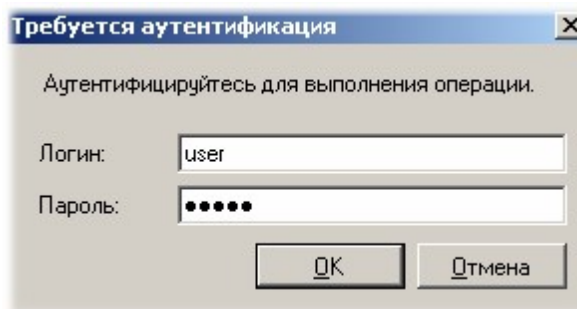 Требуется аутентификация
Аутентифицируйтесь для выполнения операции.
Логин: user
Пароль: •••••
OK Отмена